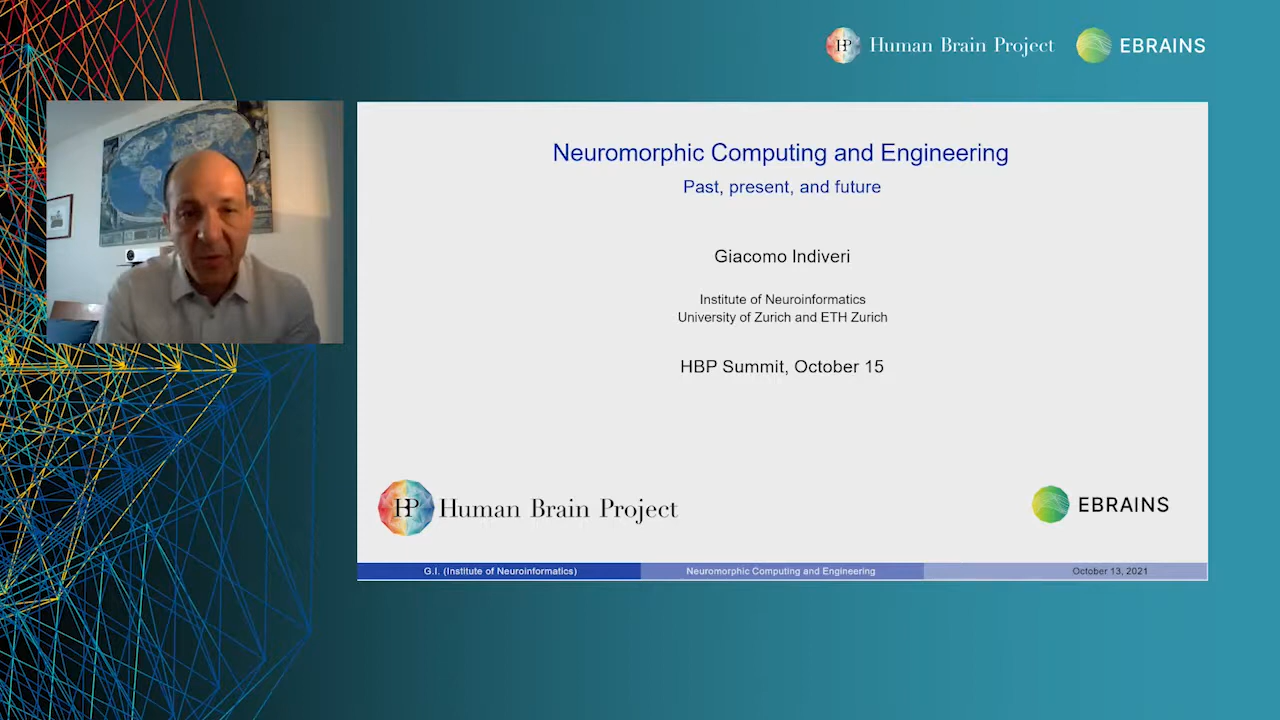 HP Human Brain Project EBRAINS
Neuromorphic Computing and Engineering
Past, present, and future
Giacomo Indiveri
Institute of Neuroinformatics
University of Zurich and ETH Zurich
HBP Summit, October 15
HP Human Brain Project EBRAINS
G.I. (Institute of Neuroinformatics) Neuromorphic Computing and Engineering October 13, 2021